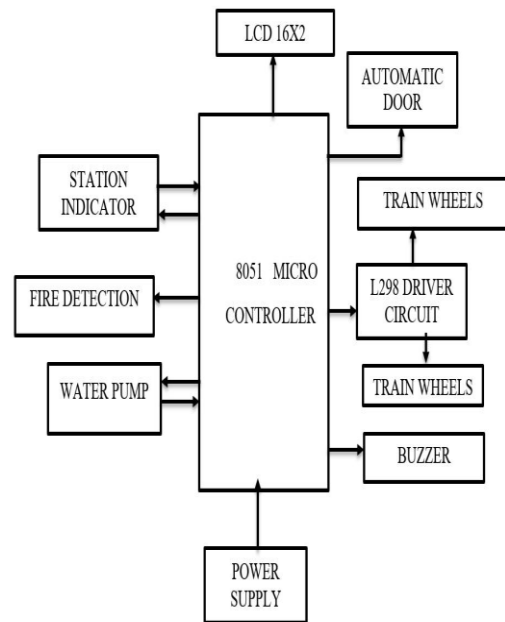 LCD 16X2
AUTOMATIC
DOOR
STATION
INDICATOR
TRAIN WHEELS
8051 MICRO
CONTROLLER
FIRE DETECTION
L298 DRIVER
CIRCUIT
WATER PUMP
TRAIN WHEELS
BUZZER
POWER
SUPPLY